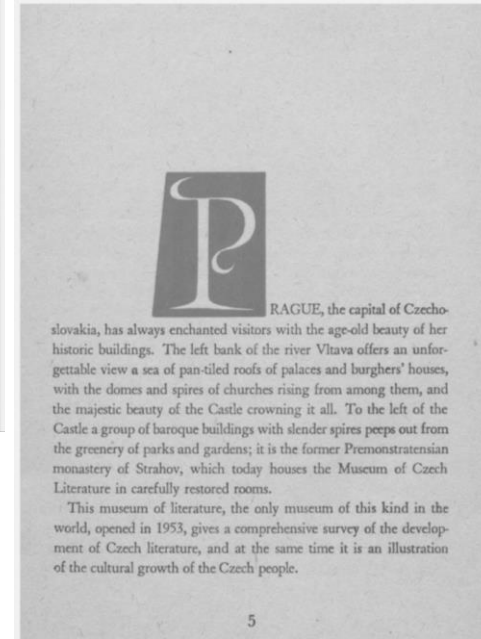 PRAGUE, the capital of Czecho-
slovakia, has always enchanted visitors with the age-old beauty of her
historic buildings. The left bank of the river Vltava offers an unfor-
gettable view a sea of pan-tiled roofs of palaces and burghers' houses,
with the domes and spires of churches rising from among them, and
the majestic beauty of the Castle crowning it all. To the left of the
Castle a group of baroque buildings with slender spires peeps out from
the greenery of parks and gardens; it is the former Premonstratensian
monastery of Strahov, which today houses the Museum of Czech
Literature in carefully restored rooms.
This museum of literature, the only museum of this kind in the
world, opened in 1953, gives a comprehensive survey of the develop-
ment of Czech literature, and at the same time it is an illustration
of the cultural growth of the Czech people.
5